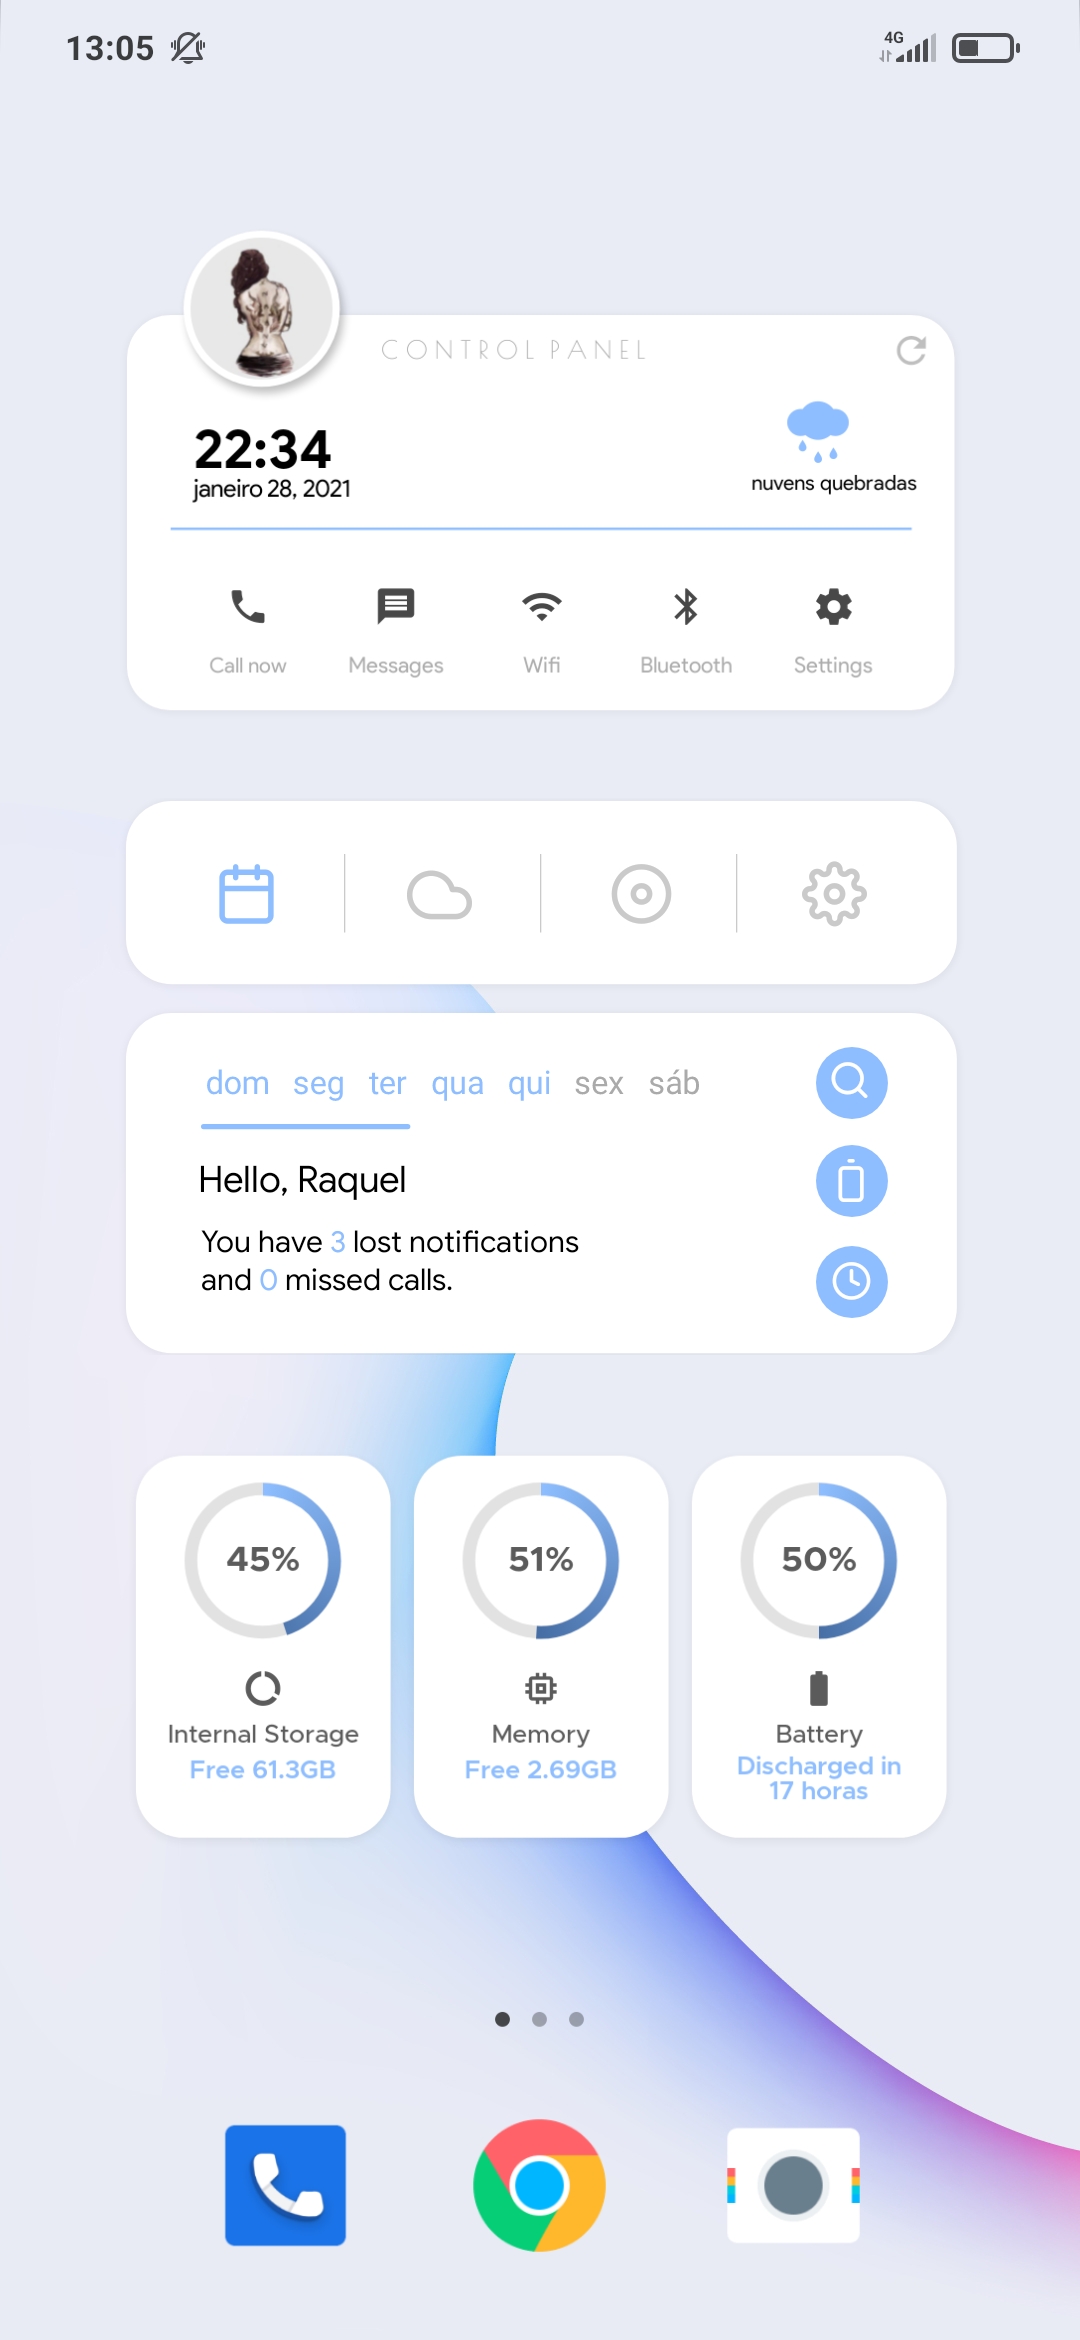 13:05
4G
CONTROL PANEL
22:34
janeiro 28, 2021
nuvens quebradas
Call now
Messages
Wifi
Bluetooth
Settings
dom seg ter qua qui sex sáb
Hello, Raquel
You have 3 lost notifications
and 0 missed calls.
45%
51%
50%
Internal Storage
Memory
Battery
Free 61.3GB
Free 2.69GB
Discharged in
17 horas